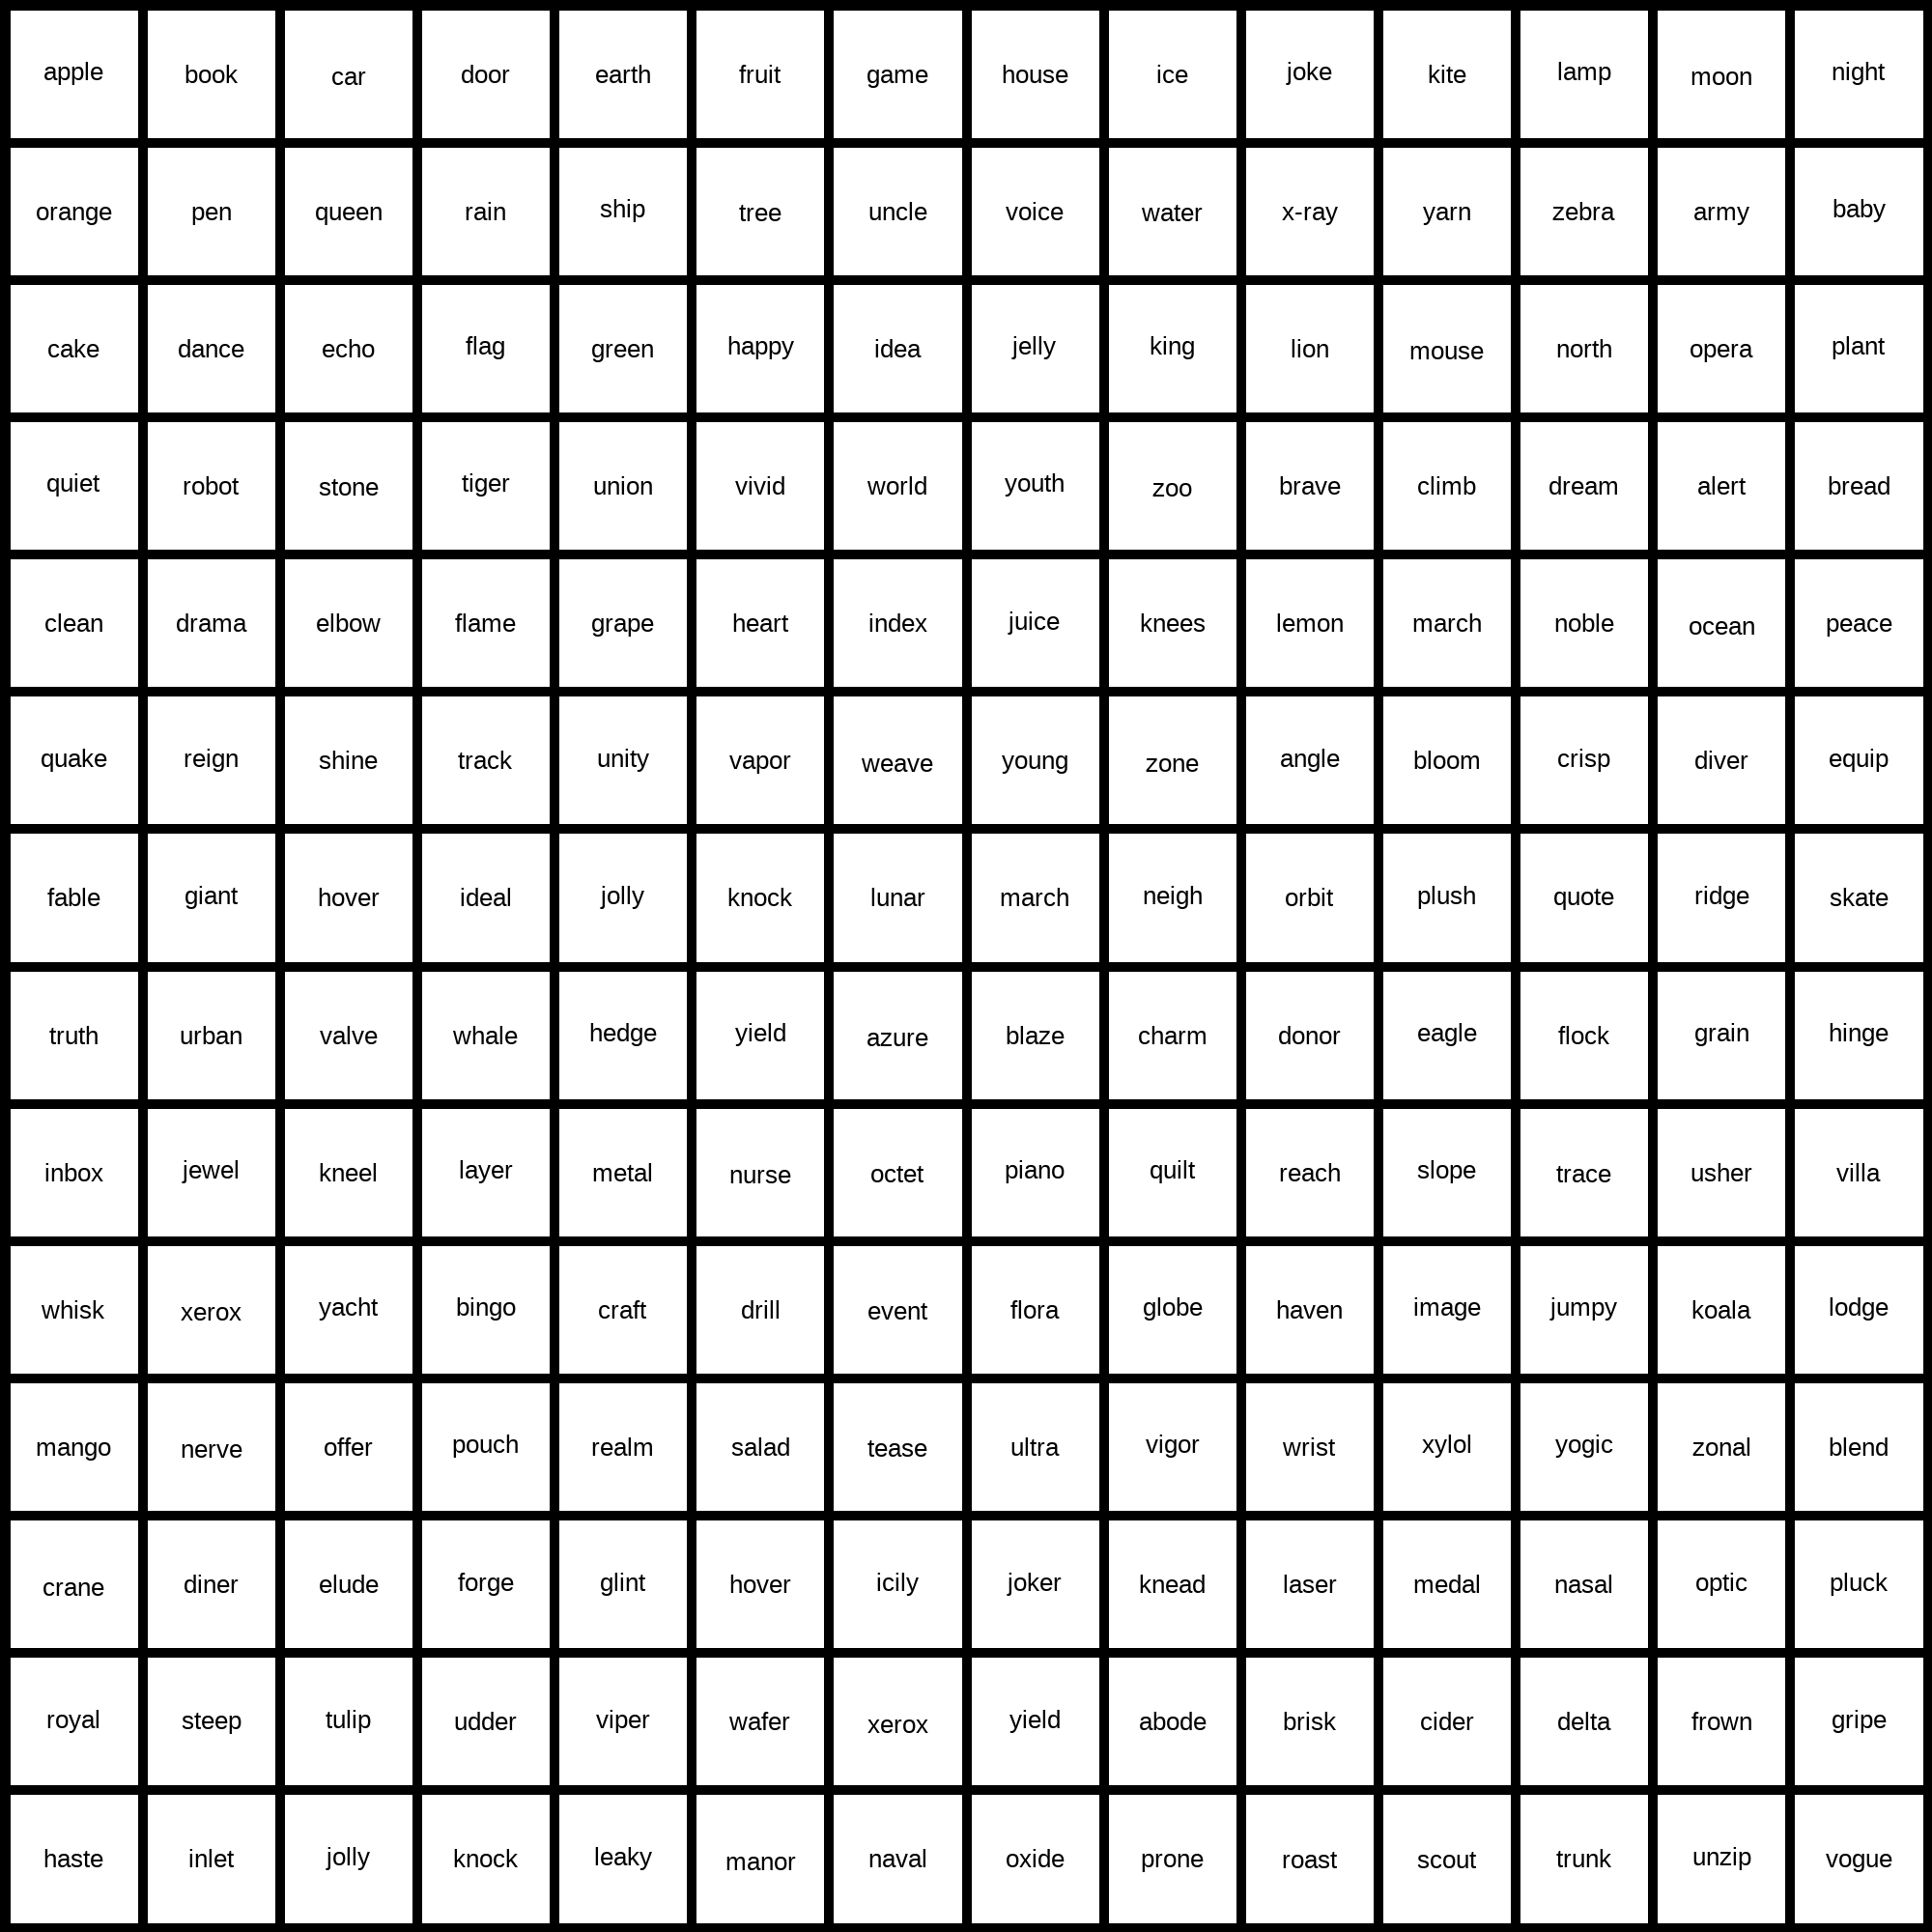 apple book car door earth fruit game house ice joke kite lamp moon night
orange pen queen rain ship tree uncle voice water x-ray yarn zebra army baby
cake dance echo flag green happy idea jelly king lion mouse north opera plant
quiet robot stone tiger union vivid world youth zoo brave climb dream alert bread
clean drama elbow flame grape heart index juice knees lemon march noble ocean peace
quake reign shine track unity vapor weave young zone angle bloom crisp diver equip
fable giant hover ideal jolly knock lunar march neigh orbit plush quote ridge skate
truth urban valve whale hedge yield azure blaze charm donor eagle flock grain hinge
inbox jewel kneel layer metal nurse octet piano quilt reach slope trace usher villa
whisk xerox yacht bingo craft drill event flora globe haven image jumpy koala lodge
mango nerve offer pouch realm salad tease ultra vigor wrist xylol yogic zonal blend
crane diner elude forge glint hover icily joker knead laser medal nasal optic pluck
royal steep tulip udder viper wafer xerox yield abode brisk cider delta frown gripe
haste inlet jolly knock leaky manor naval oxide prone roast scout trunk unzip vogue